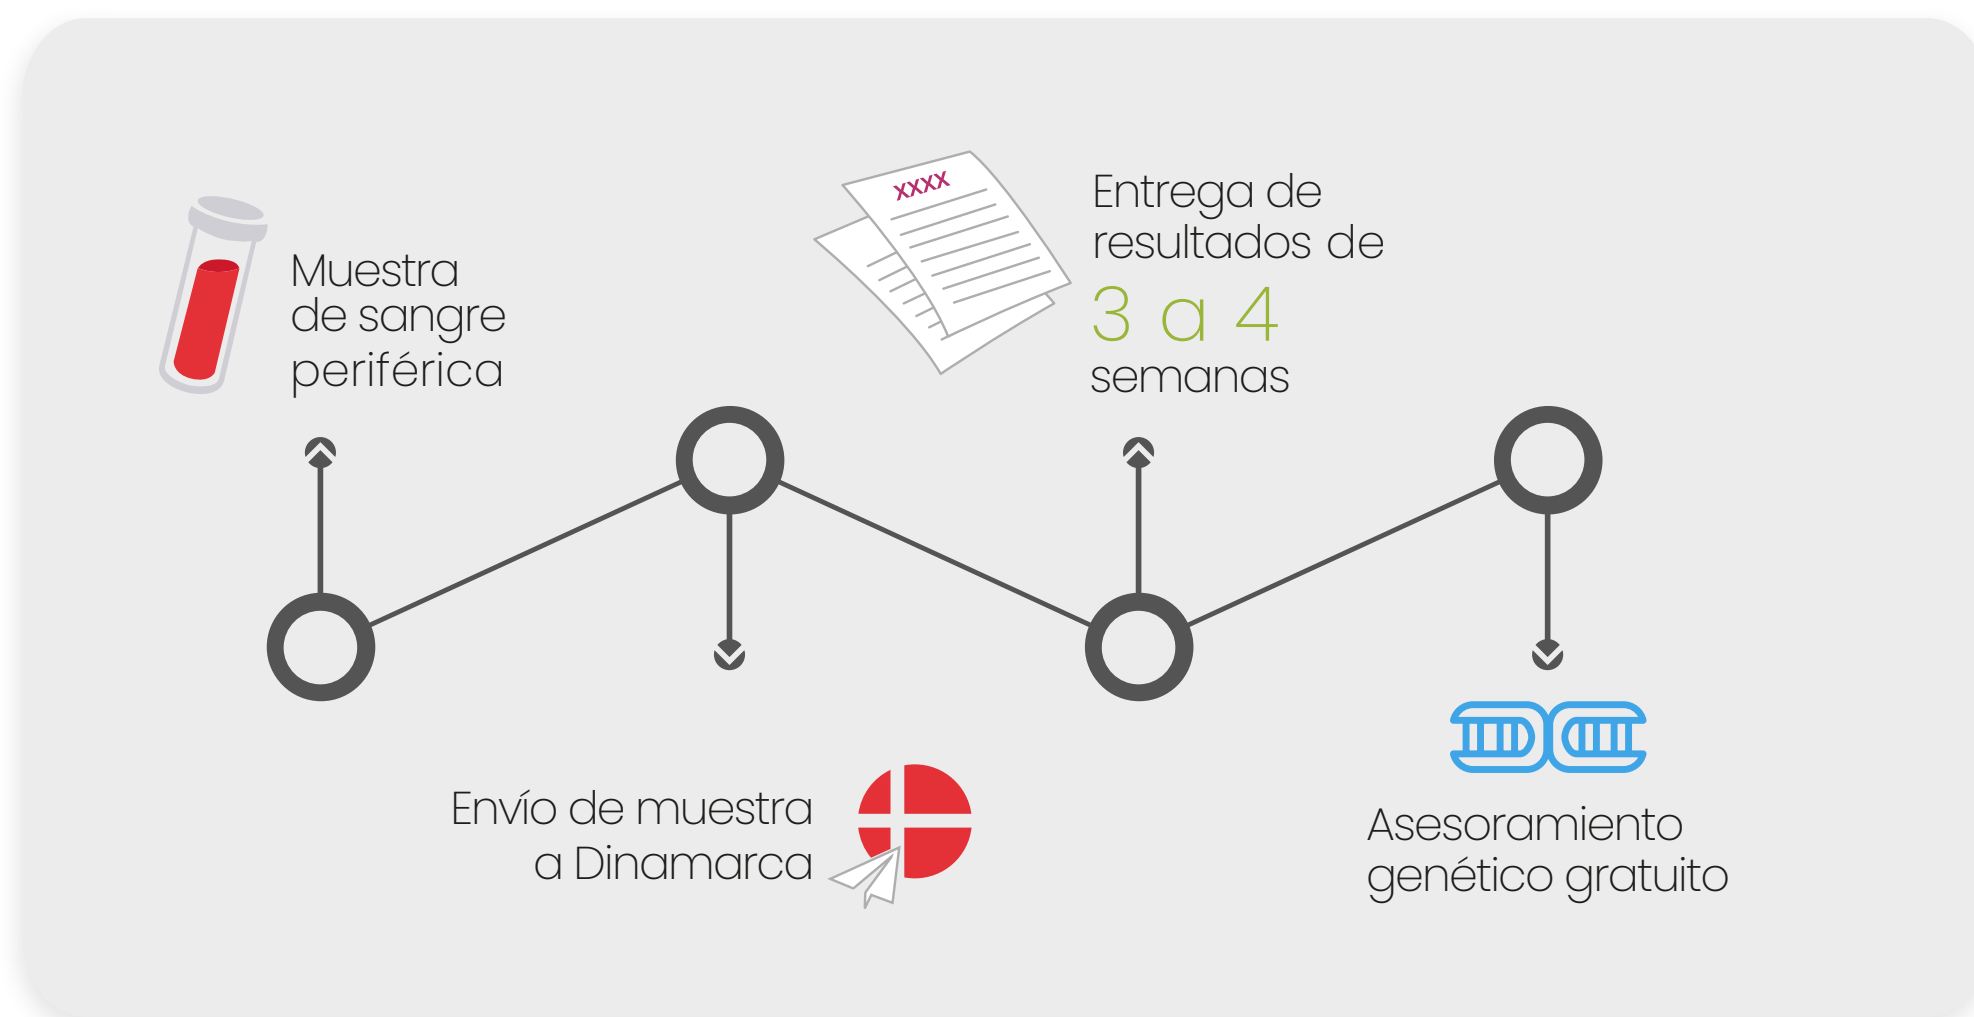 Muestra
de sangre
periférica
Envío de muestra
a Dinamarca
XXXX
Entrega de
resultados de
3 a 4
semanas
Asesoramiento
genético gratuito